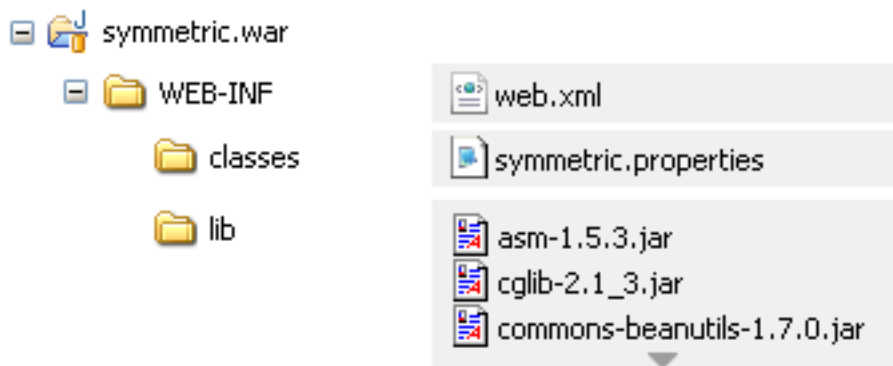 symmetric.war
WEB-INF web.xml
classes symmetric.properties
lib
asm-1.5.3.jar
cglib-2.1_3.jar
commons-beanutils-1.7.0.jar